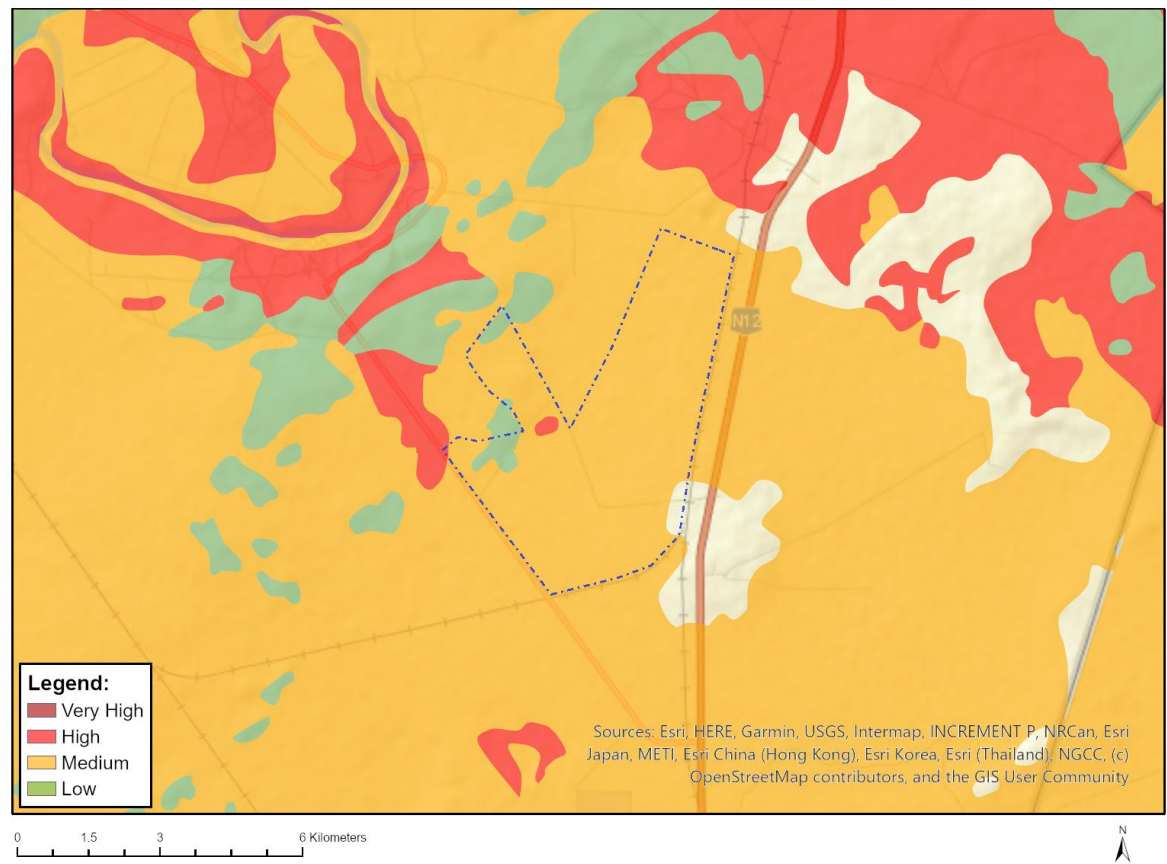 N12
Legend:
Very High
High
Medium
Low
Sources: Esri, HERE, Garmin, USGS, Intermap, INCREMENT P, NRCan, Esri
Japan, METI, Esri China (Hong Kong), Esri Korea, Esri (Thailand), NGCC, (c)
OpenStreetMap contributors, and the GIS User Community
0 1.5 3 6 Kilometers
N